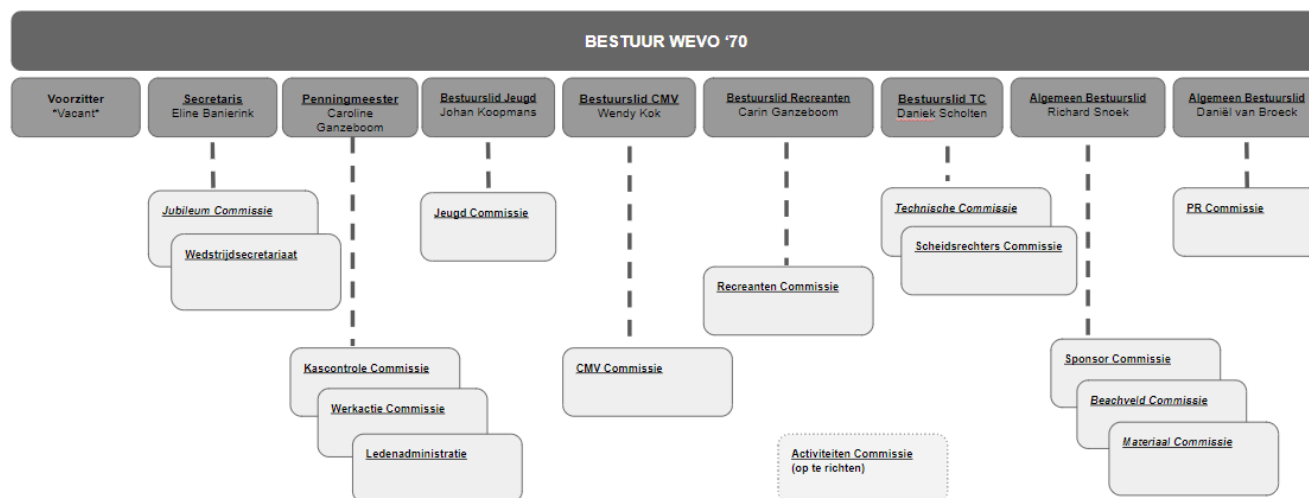 BESTUUR WEVO ‘70
Voorzitter
*Vacant*
Secretaris
Eline Banierink
Penningmeester
Caroline
Ganzeboom
Bestuurslid Jeugd
Johan Koopmans
Bestuurslid CMV
Wendy Kok
Bestuurslid Recreanten
Carin Ganzeboom
Bestuurslid TC
Daniek Scholten
Algemeen Bestuurslid
Richard Snoek
Algemeen Bestuurslid
Daniël van Broeck
Jubileum Commissie
Wedstrijdsecretariaat
Jeugd Commissie
Technische Commissie
Scheidsrechters Commissie
PR Commissie
Recreanten Commissie
Kascontrole Commissie
Werkactie Commissie
Ledenadministratie
CMV Commissie
Sponsor Commissie
Beachveld Commissie
Materiaal Commissie
Activiteiten Commissie
(op te richten)